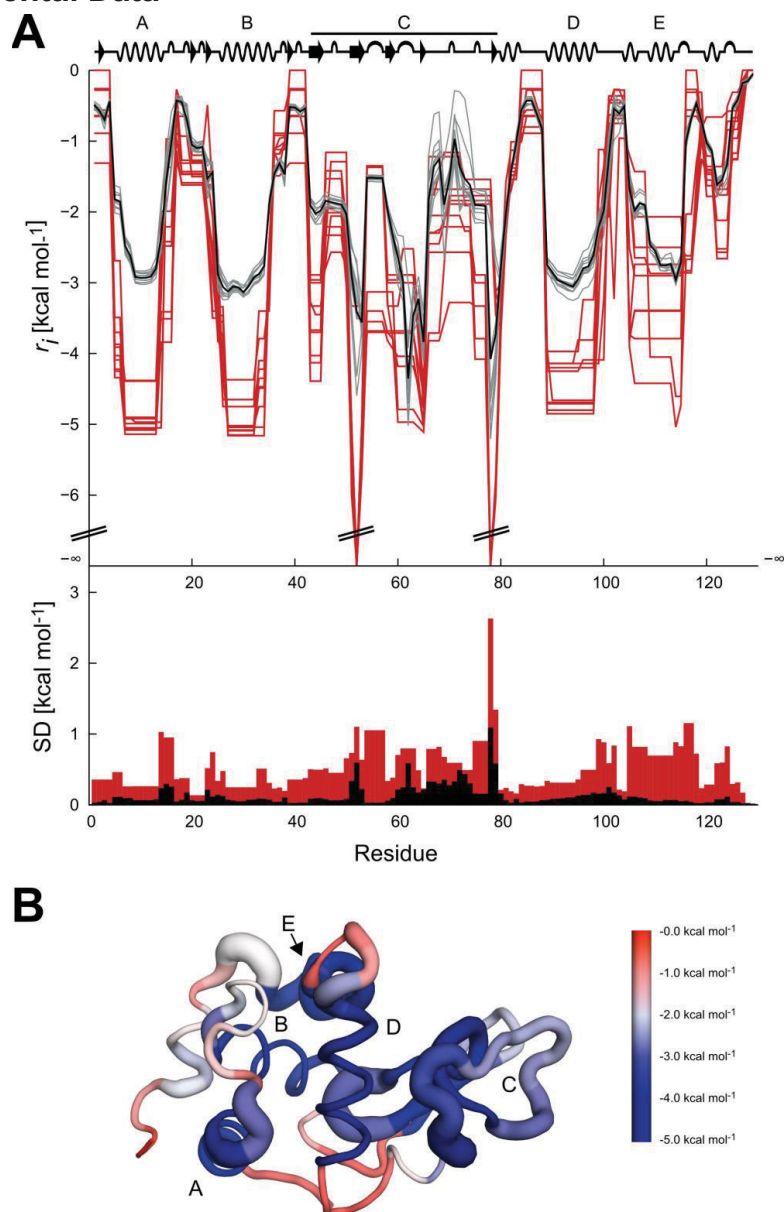 A
A B C D E
0
−1
−2
−3
−4
−5
−6
−∞
−∞
r i [kcal mol-1]
20 40 60 80 100 120
3
2
1
0
SD [kcal mol-1]
0 20 40 60 80 100 120
Residue
B
E
B
D
C
A
-0.0 kcal mol-1
-1.0 kcal mol-1
-2.0 kcal mol-1
-3.0 kcal mol-1
-4.0 kcal mol-1
-5.0 kcal mol-1